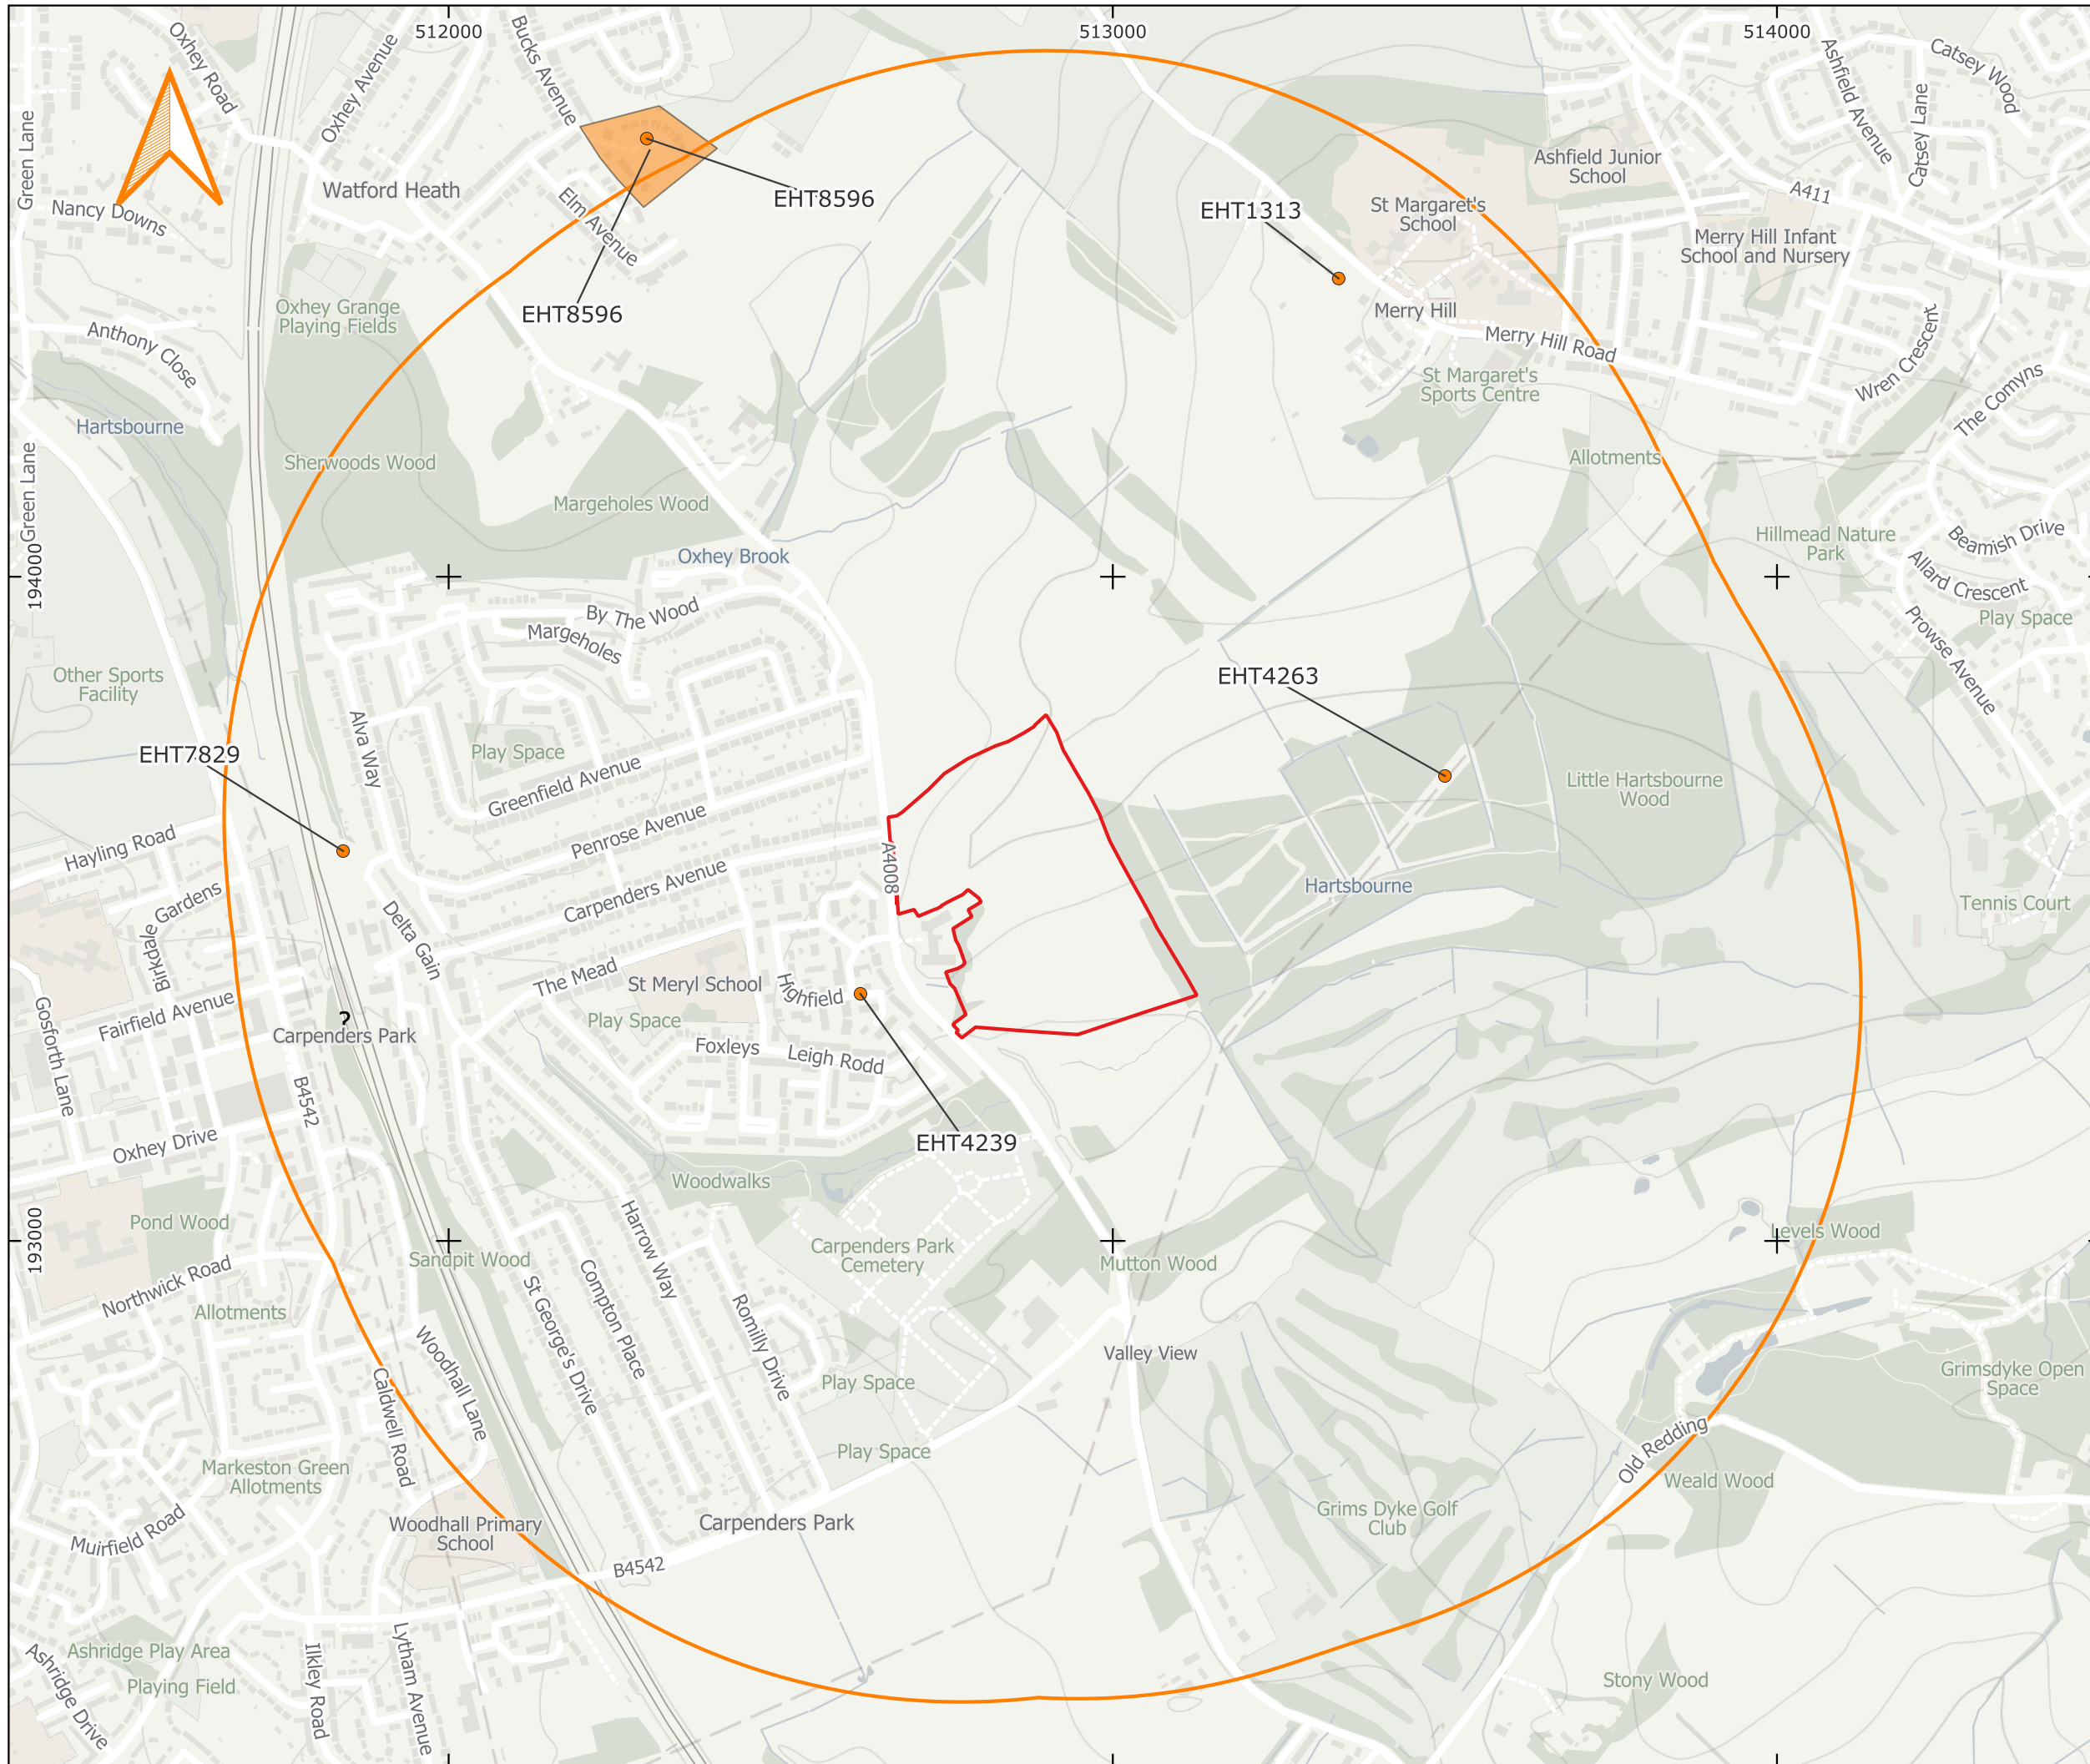 512000
513000
514000
Oxhey Road
Oxhey Avenue
Bucks Avenue
Ashfield Avenue
Catsey Wood
Catsey Lane
Green Lane
Nancy Downs
Watford Heath
Elm Avenue
EHT8596
EHT8596
EHT1313
St Margaret's
School
Ashfield Junior
School
A411
Merry Hill Infant
School and Nursery
Oxhey Grange
Playing Fields
Anthony Close
Merry Hill
Merry Hill Road
St Margaret's
Sports Centre
Wren Crescent
The Comyns
Hartsbourne
Green Lane
Sherwoods Wood
Margeholes Wood
Allotments
Oxhey Brook
Hillmead Nature
Park
Beamish Drive
Allard Crescent
Play Space
Prowse Avenue
194000
By The Wood
Margeholes
Other Sports
Facility
EHT4263
Alva Way
Play Space
EHT7829
Greenfield Avenue
Little Hartsbourne
Wood
Penrose Avenue
Hayling Road
A4008
Carpenders Avenue
Hartsbourne
Gardens
Birkdale
Delta Gain
Tennis Court
The Mead
St Meryl School
Highfield
Fairfield Avenue
Play Space
?
Carpenders Park
Gosforth Lane
Foxleys
Leigh Rodd
B4542
Oxhey Drive
EHT4239
Woodwalks
Pond Wood
193000
Harrow Way
Carpenders Park
Cemetery
Levels Wood
Sandpit Wood
Mutton Wood
Northwick Road
Allotments
St George's Drive
Compton Place
Romilly Drive
Valley View
Woodhall Lane
Caldwell Road
Play Space
Grimsdyke Open
Space
Old Redding
Play Space
Markeston Green
Allotments
Weald Wood
Muirfield Road
Woodhall Primary
School
Carpenders Park
Grims Dyke Golf
Club
B4542
Ashridge Play Area
Playing Field
Ashridge Drive
Ilkley Road
Lytham Avenue
Stony Wood